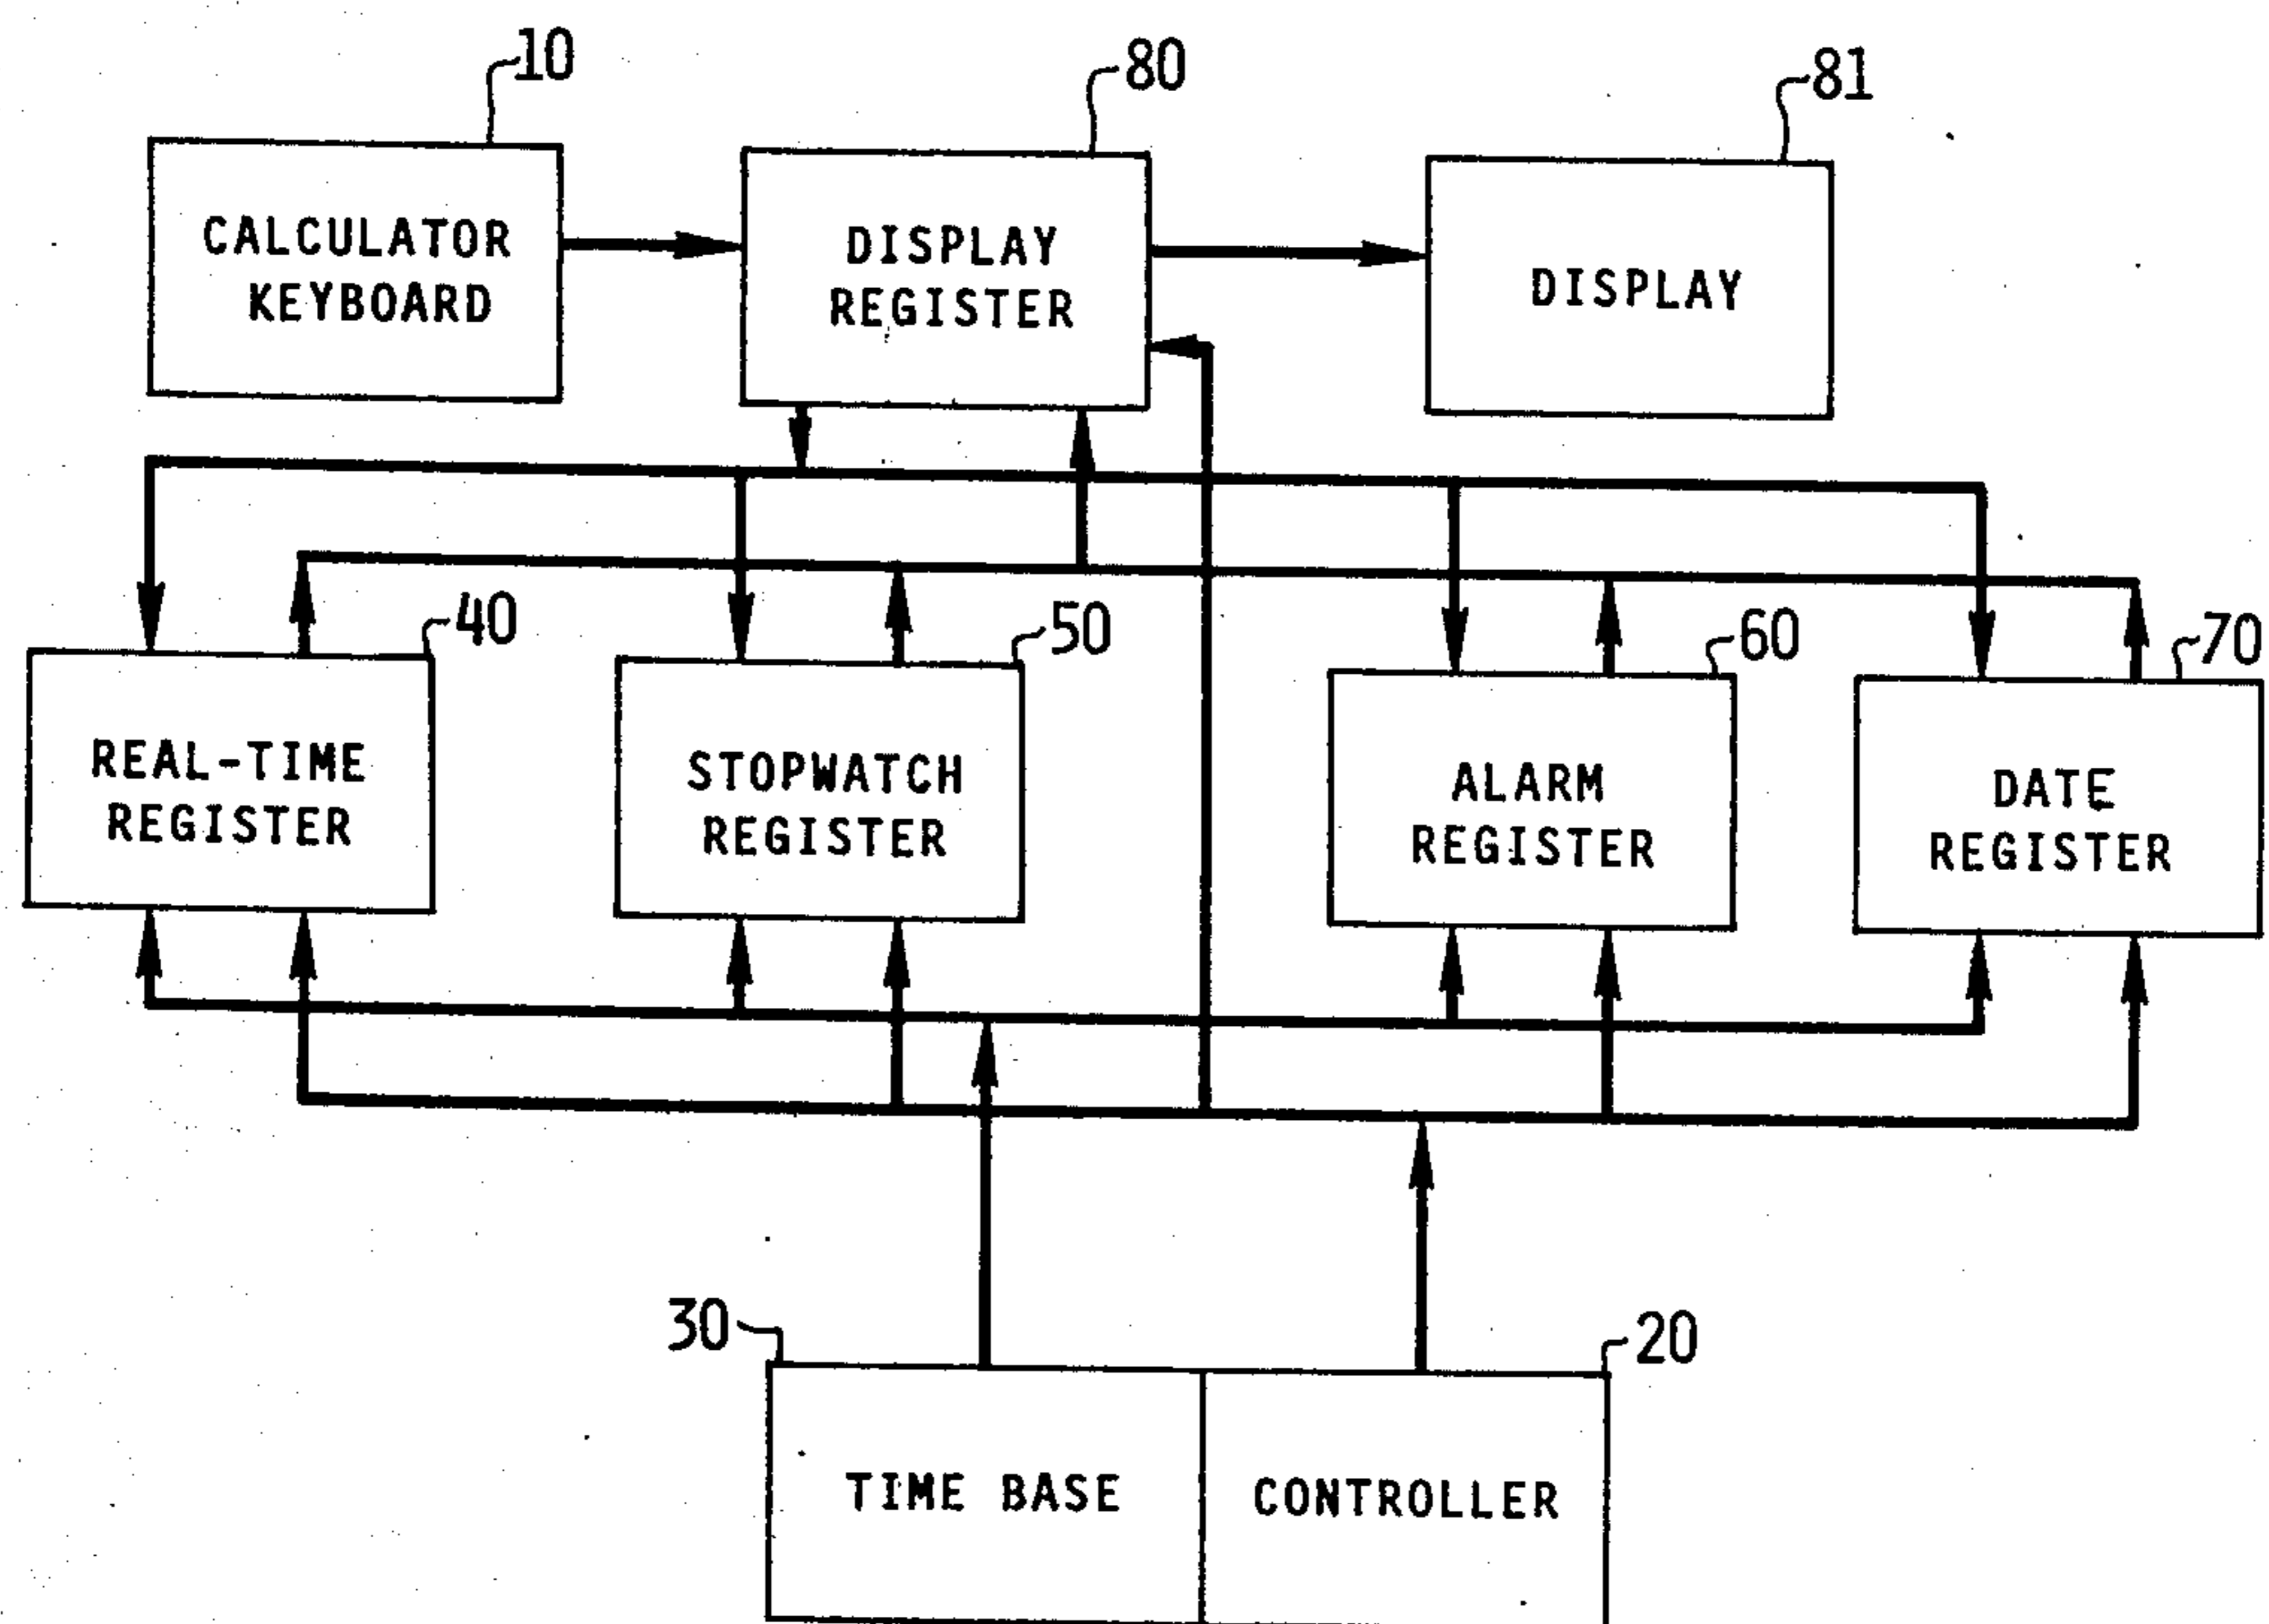 10
80
81
CALCULATOR
KEYBOARD
DISPLAY
REGISTER
DISPLAY
40
50
60
70
REAL-TIME
REGISTER
STOPWATCH
REGISTER
ALARM
REGISTER
DATE
REGISTER
30
20
TIME BASE
CONTROLLER